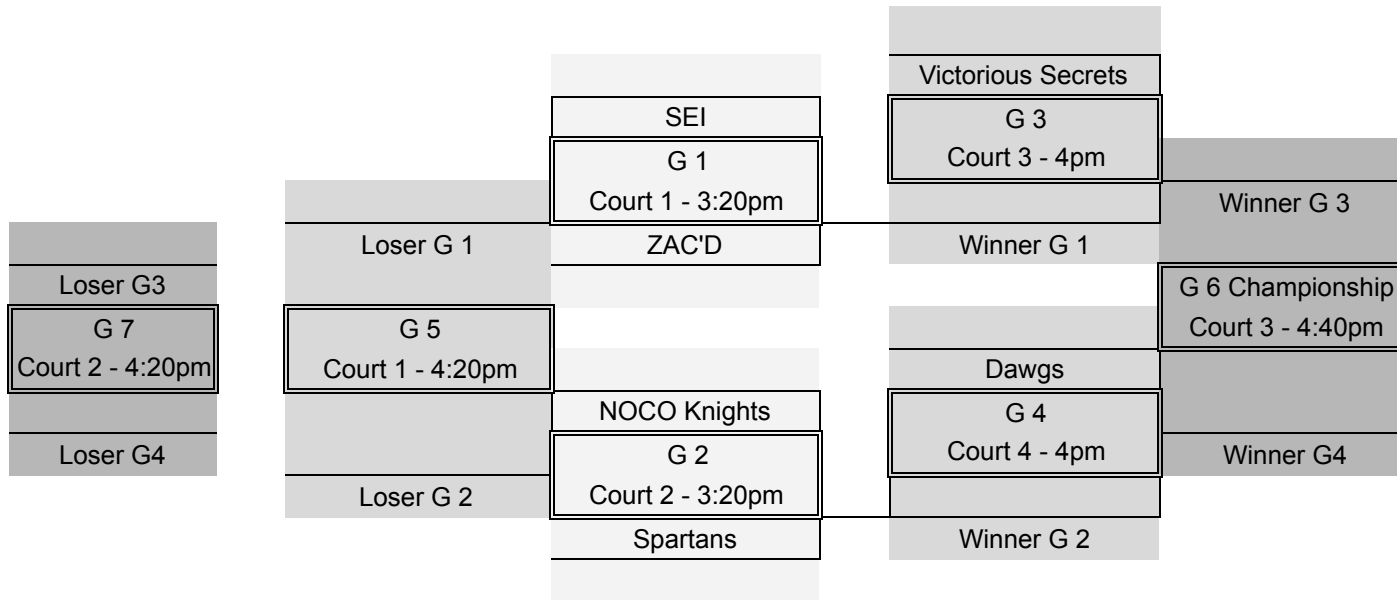 Victorious Secrets
SEI
G 3
G 1
Court 3 - 4pm
Court 1 - 3:20pm
Winner G 3
Loser G 1
ZAC'D
Winner G 1
Loser G3
G 6 Championship
G 7
G 5
Court 3 - 4:40pm
Court 2 - 4:20pm
Court 1 - 4:20pm
Dawgs
NOCO Knights
G 4
Loser G4
G 2
Court 4 - 4pm
Winner G4
Loser G 2
Court 2 - 3:20pm
Spartans
Winner G 2